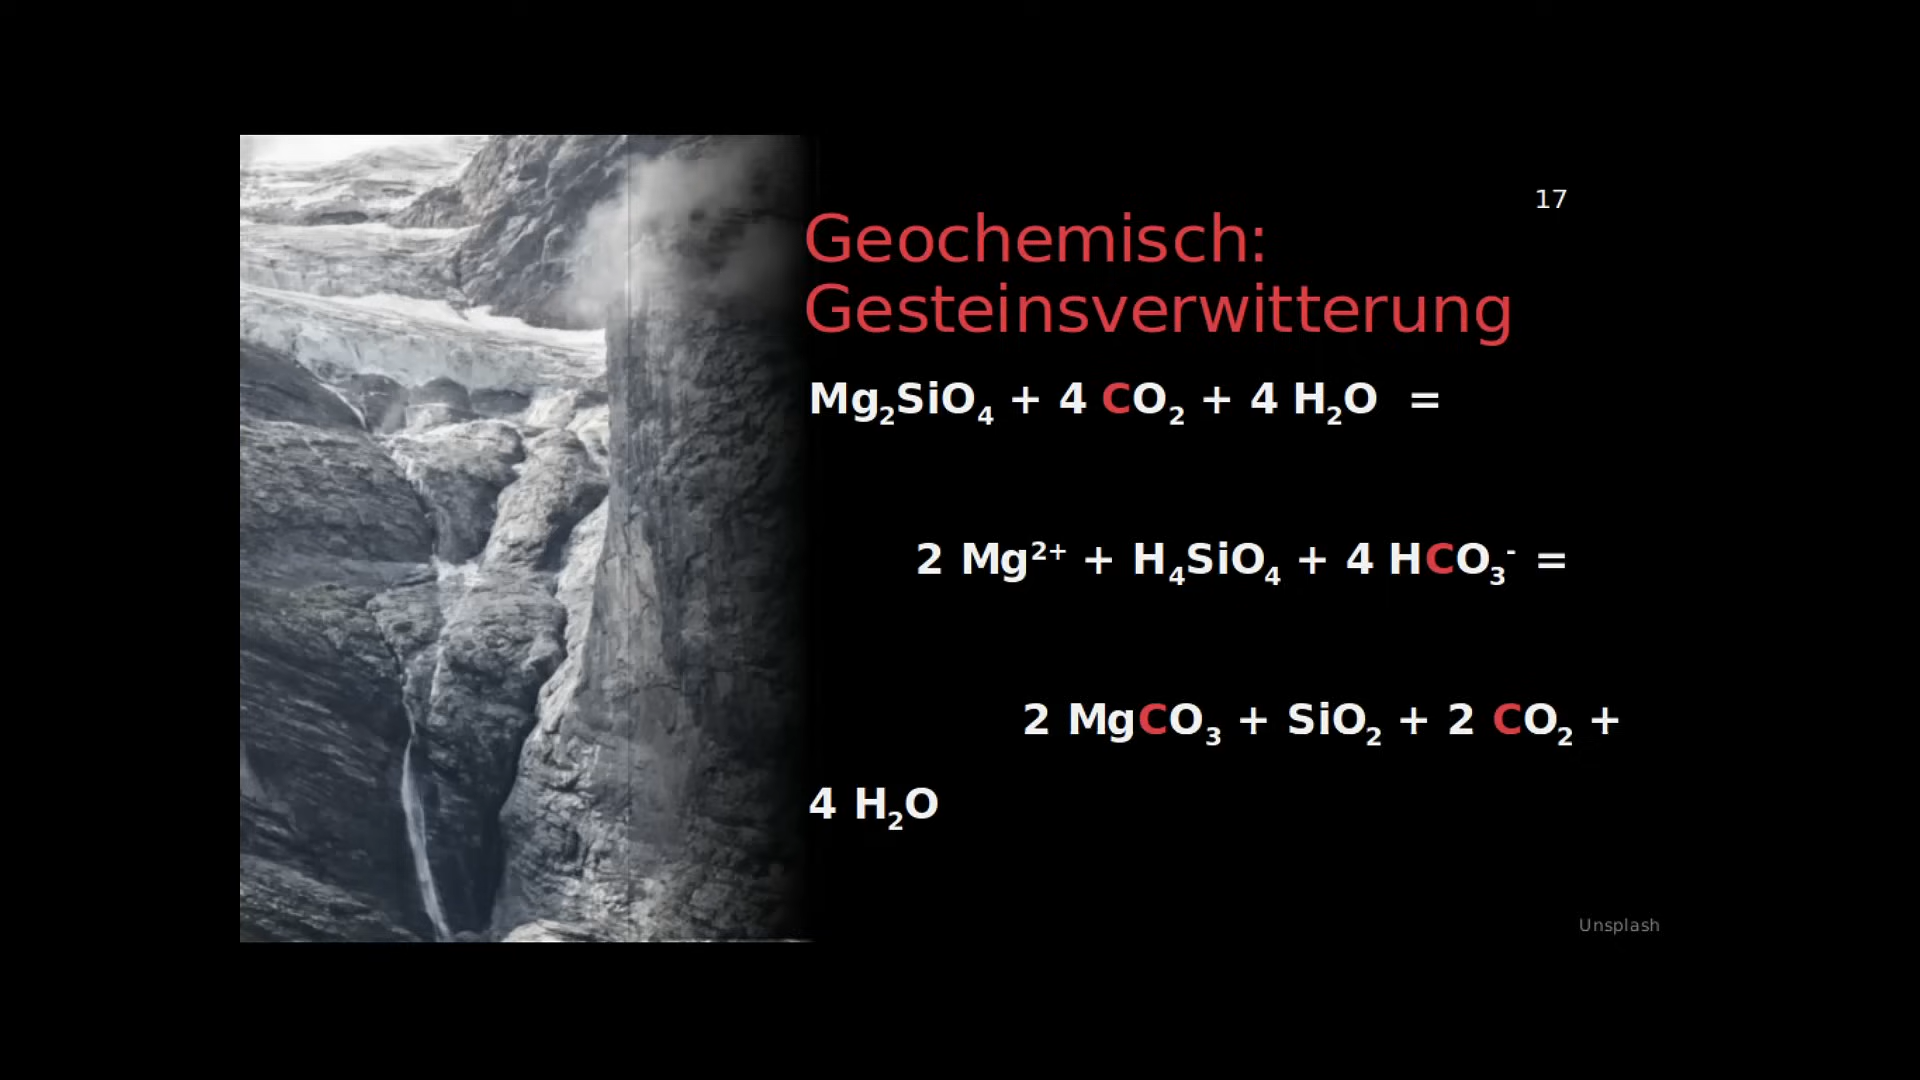 17
Geochemisch:
Gesteinsverwitterung
Mg₂SiO₄ + 4 CO₂ + 4 H₂O =
2 Mg²⁺ + H₄SiO₄ + 4 HCO₃⁻ =
2 MgCO₃ + SiO₂ + 2 CO₂ +
4 H₂O
Unsplash